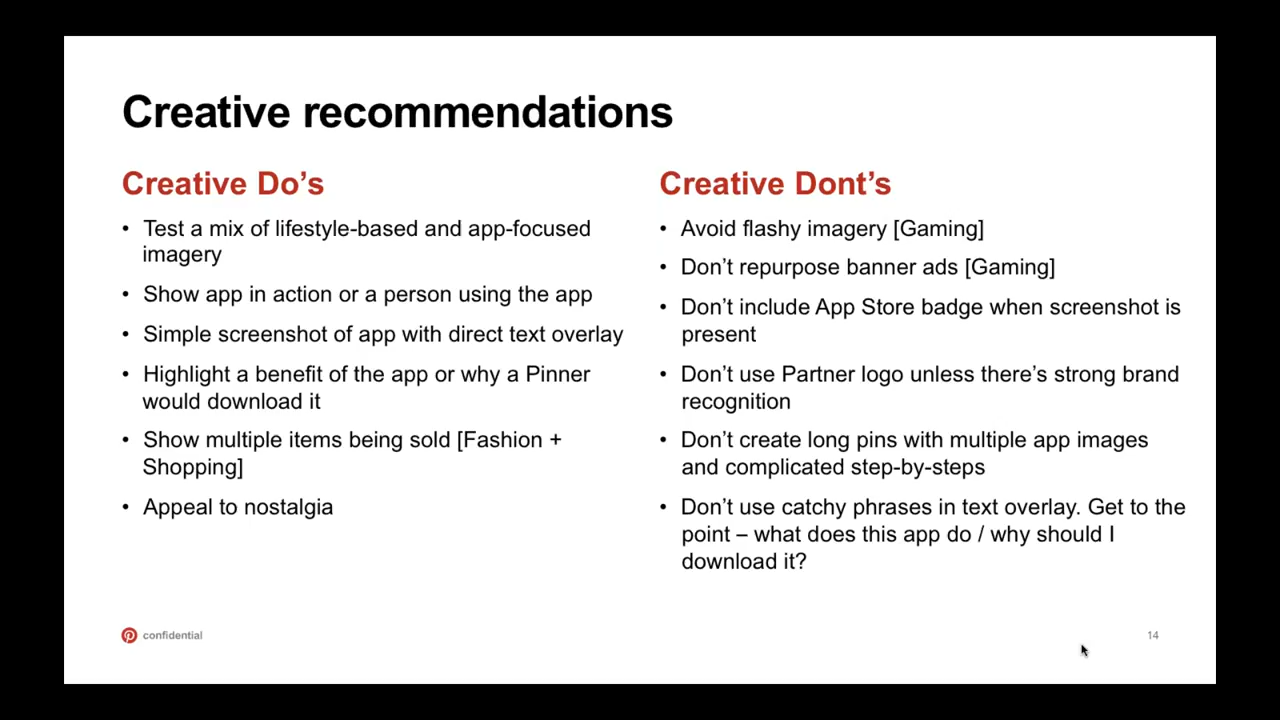 Creative recommendations
Creative Do’s
• Test a mix of lifestyle-based and app-focused
imagery
• Show app in action or a person using the app
• Simple screenshot of app with direct text overlay
• Highlight a benefit of the app or why a Pinner
would download it
• Show multiple items being sold [Fashion +
Shopping]
• Appeal to nostalgia
Creative Dont’s
• Avoid flashy imagery [Gaming]
• Don’t repurpose banner ads [Gaming]
• Don’t include App Store badge when screenshot is
present
• Don’t use Partner logo unless there’s strong brand
recognition
• Don’t create long pins with multiple app images
and complicated step-by-steps
• Don’t use catchy phrases in text overlay. Get to the
point – what does this app do / why should I
download it?
confidential
14